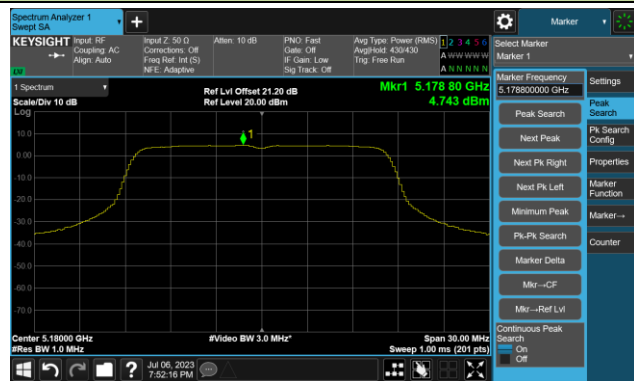 Spectrum Analyzer 1
Swept SA
Marker
KEYSIGHT
Input: RF
Coupling: AC
Align: Auto
Input Z: 50 Ω
Corrections: Off
Freq Ref: Int (S)
NFE: Adaptive
Atten: 10 dB
PNO: Fast
Gate: Off
IF Gain: Low
Sig Track: Off
Avg Type: Power (RMS)
Avg|Hold: 430/430
Trig: Free Run
1 2 3 4 5 6
A W W W W W
A N N N N N
Select Marker
Marker 1
1 Spectrum
Scale/Div 10 dB
Ref Lvl Offset 21.20 dB
Ref Level 20.00 dBm
Mkr1 5.178 80 GHz
4.743 dBm
Log
10.0
0.00
-10.0
-20.0
-30.0
-40.0
-50.0
-60.0
-70.0
1
Center 5.18000 GHz
#Res BW 1.0 MHz
#Video BW 3.0 MHz*
Span 30.00 MHz
Sweep 1.00 ms (201 pts)
Marker Frequency
5.178800000 GHz
Peak Search
Next Peak
Next Pk Right
Next Pk Left
Minimum Peak
Pk-Pk Search
Marker Delta
Mkr→CF
Mkr→Ref Lvl
Continuous Peak
Search
On
Off
Settings
Peak
Search
Pk Search
Config
Properties
Marker
Function
Marker→
Counter
?
Jul 06, 2023
7:52:16 PM